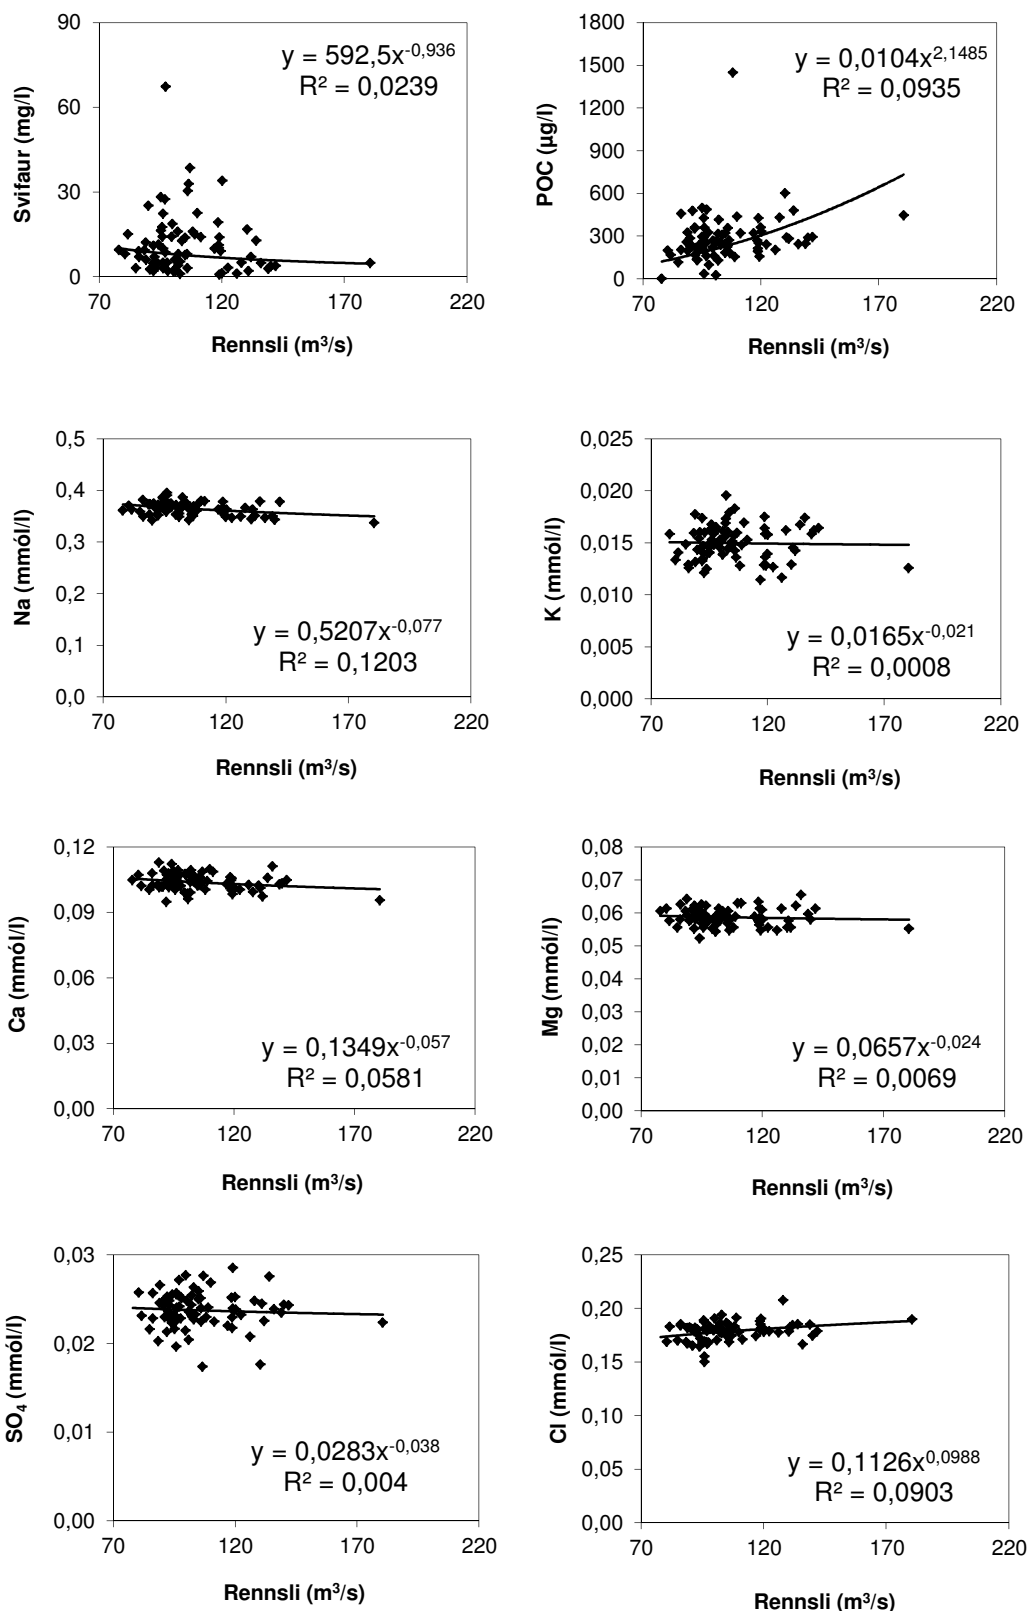 90
60
30
0
70
120
170
220
Svifaur (mg/l)
Rennsli (m³/s)
y = 592,5x⁻⁰,⁹³⁶
R² = 0,0239
1800
1500
1200
900
600
300
0
70
120
170
220
POC (µg/l)
Rennsli (m³/s)
y = 0,0104x²,¹⁴⁸⁵
R² = 0,0935
0,5
0,4
0,3
0,2
0,1
0,0
70
120
170
220
Na (mmól/l)
Rennsli (m³/s)
y = 0,5207x⁻⁰,⁰⁷⁷
R² = 0,1203
0,025
0,020
0,015
0,010
0,005
0,000
70
120
170
220
K (mmól/l)
Rennsli (m³/s)
y = 0,0165x⁻⁰,⁰²¹
R² = 0,0008
0,12
0,09
0,06
0,03
0,00
70
120
170
220
Ca (mmól/l)
Rennsli (m³/s)
y = 0,1349x⁻⁰,⁰⁵⁷
R² = 0,0581
0,08
0,07
0,06
0,05
0,04
0,03
0,02
0,01
0,00
70
120
170
220
Mg (mmól/l)
Rennsli (m³/s)
y = 0,0657x⁻⁰,⁰²⁴
R² = 0,0069
0,03
0,02
0,01
0,00
70
120
170
220
SO₄ (mmól/l)
Rennsli (m³/s)
y = 0,0283x⁻⁰,⁰³⁸
R² = 0,004
0,25
0,20
0,15
0,10
0,05
0,00
70
120
170
220
Cl (mmól/l)
Rennsli (m³/s)
y = 0,1126x⁰,⁰⁹⁸⁸
R² = 0,0903